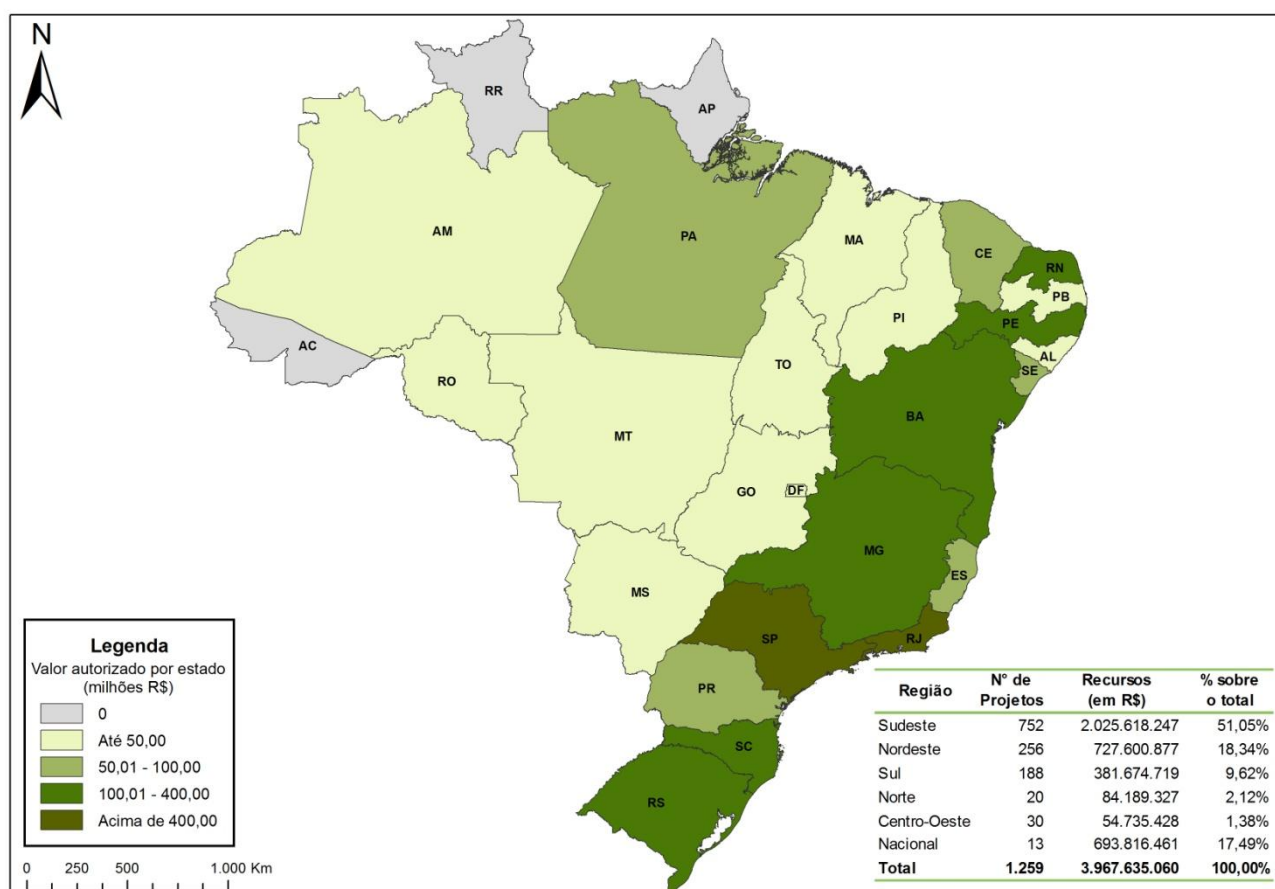 N
RR
AP
AM
PA
MA
CE
RN
PB
PI
PE
AC
AL
TO
SE
RO
BA
MT
GO
DF
MG
ES
MS
SP
RJ
PR
SC
RS
Legenda
Valor autorizado por estado
(milhões R$)
0
Até 50,00
50,01 - 100,00
100,01 - 400,00
Acima de 400,00
0 250 500 1.000 Km
Região N° de Projetos Recursos (em R$) % sobre o total
Sudeste 752 2.025.618.247 51,05%
Nordeste 256 727.600.877 18,34%
Sul 188 381.674.719 9,62%
Norte 20 84.189.327 2,12%
Centro-Oeste 30 54.735.428 1,38%
Nacional 13 693.816.461 17,49%
Total 1.259 3.967.635.060 100,00%